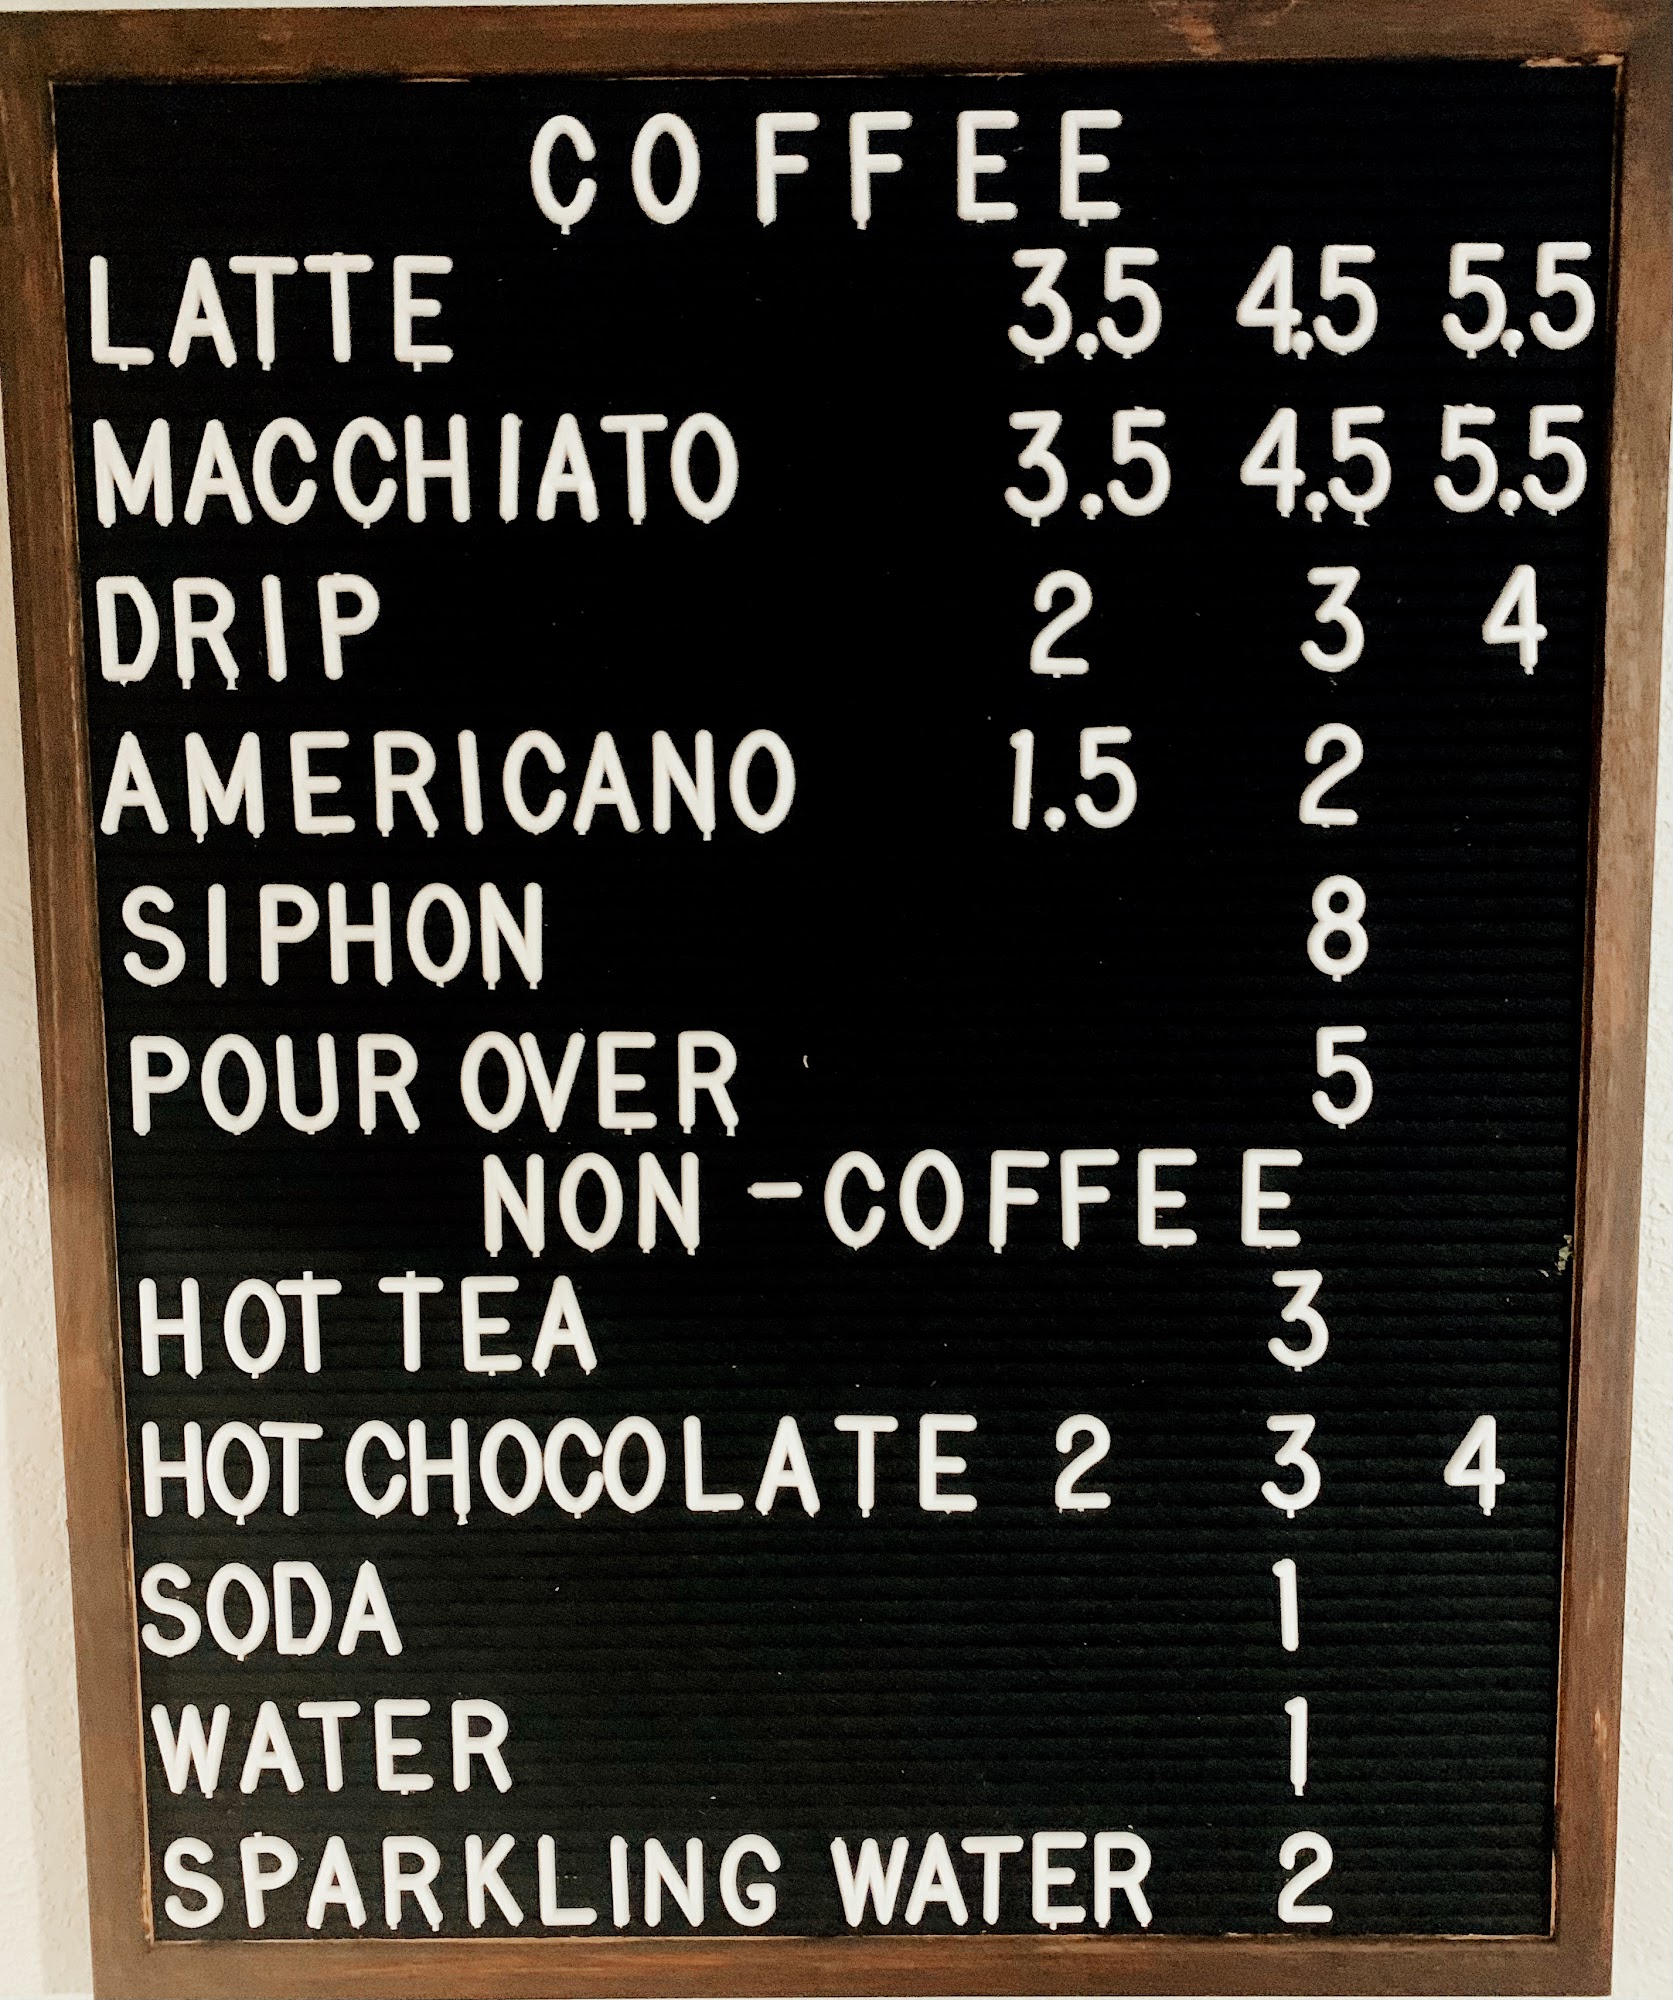 COFFEE
LATTE 3.5 4.5 5.5
MACCHIATO 3.5 4.5 5.5
DRIP 2 3 4
AMERICANO 1.5 2
SIPHON 8
POUR OVER 5
NON-COFFEE
HOT TEA 3
HOT CHOCOLATE 2 3 4
SODA 1
WATER 1
SPARKLING WATER 2